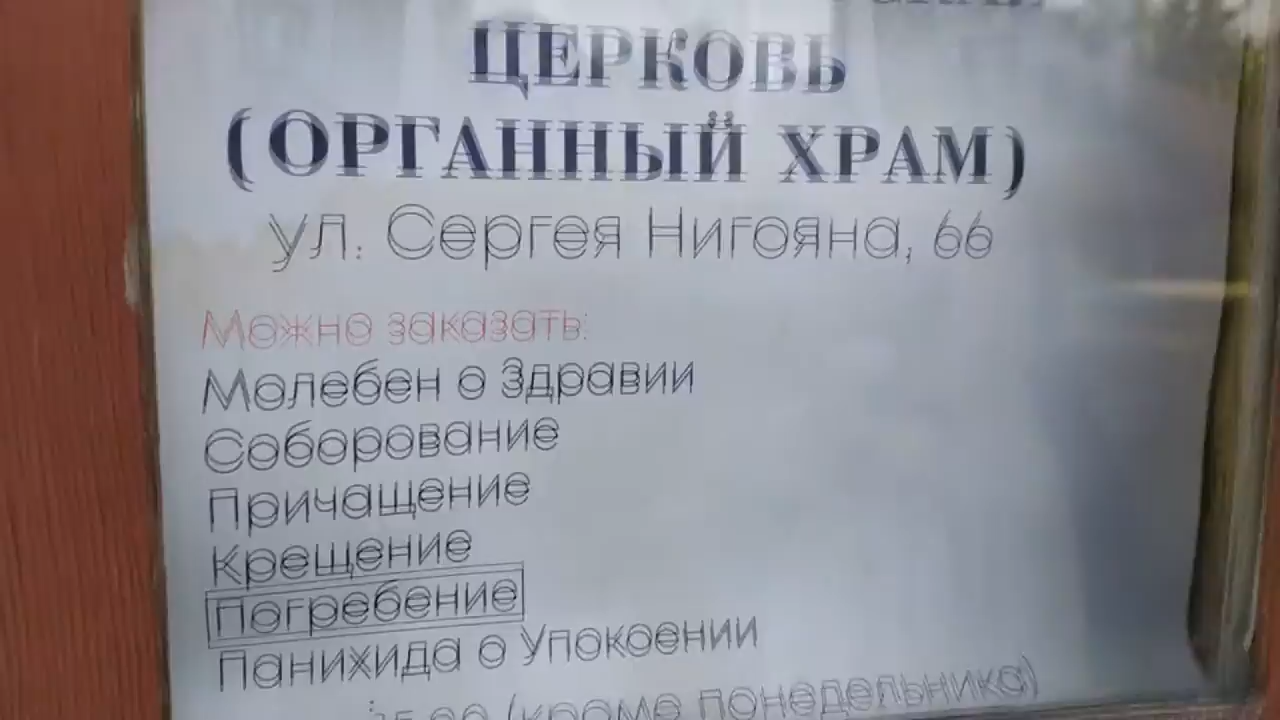 ЦЕРКОВЬ
(ОРГАННЫЙ ХРАМ)
ул. Сергея Нигояна, 66
Можно заказать:
Молебен о Здравии
Соборование
Причащение
Крещение
Погребение
Панихида о Упокоении
(кроме понедельника)